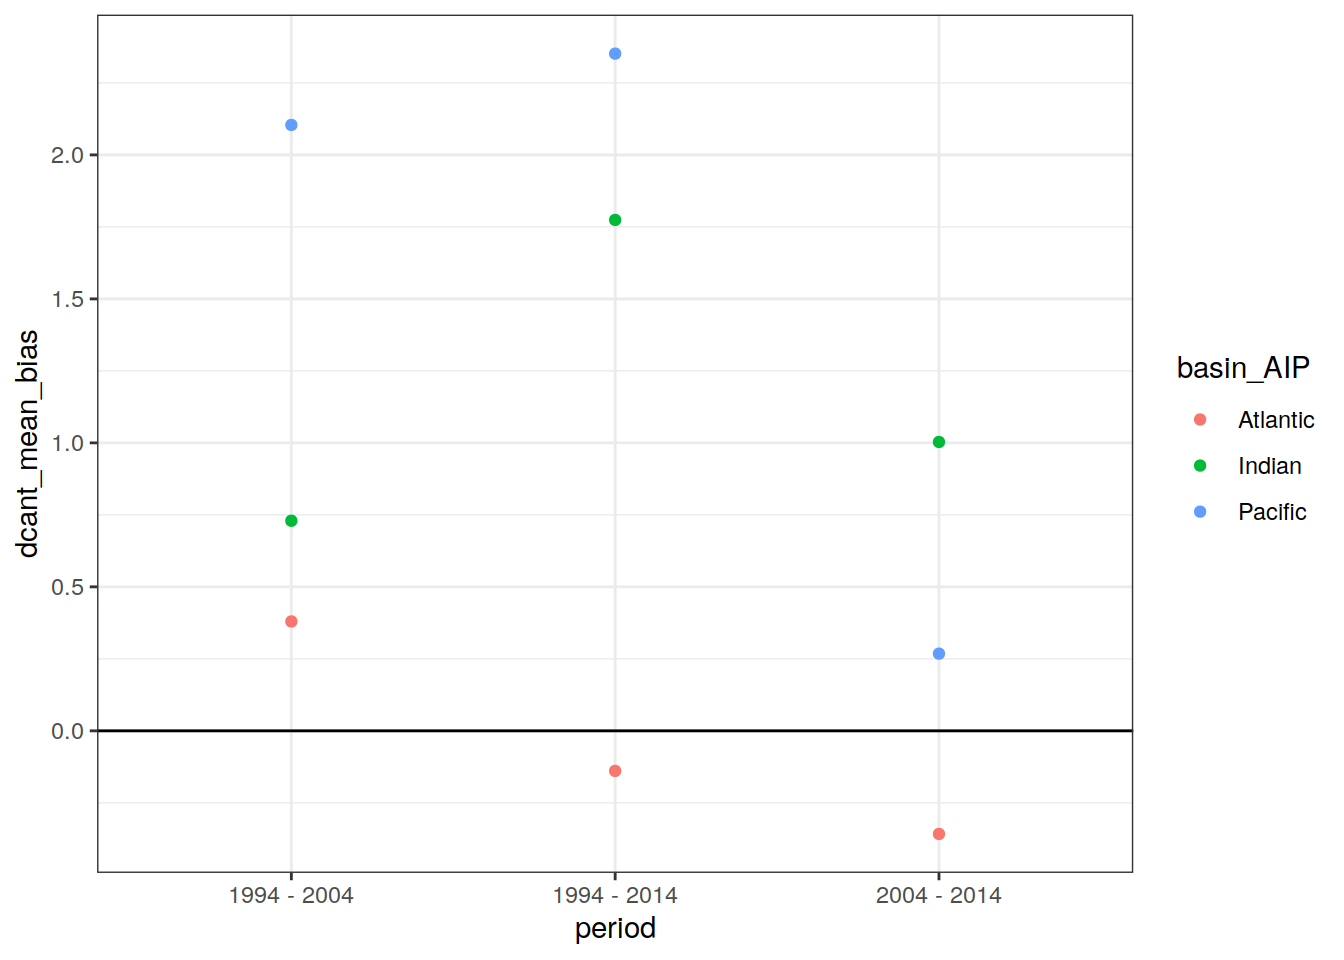 dcant_mean_bias
2.0
1.5
1.0
0.5
0.0
1994 - 2004
1994 - 2014
2004 - 2014
period
basin_AIP
Atlantic
Indian
Pacific